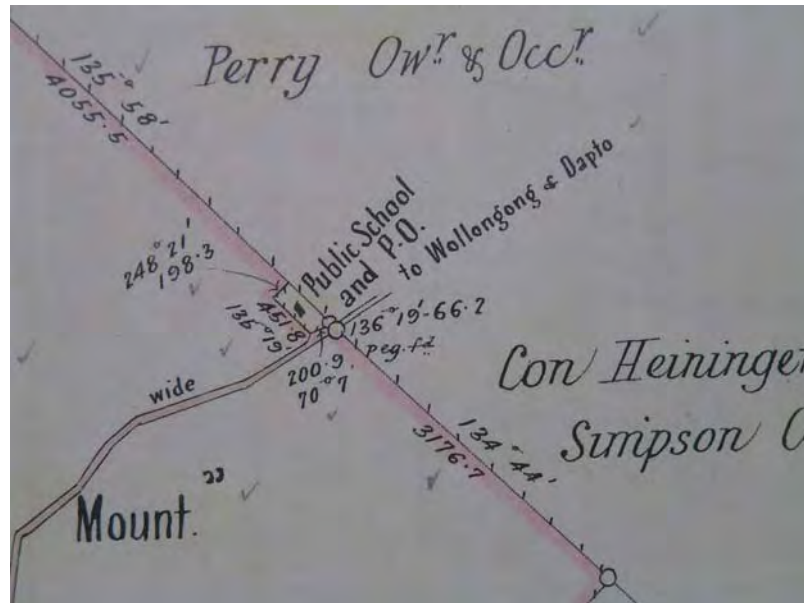 Perry Owr. & Occr.
135° 58'
4055.5
Public School
and P.O.
to Wollongong & Dapto
248° 21'
198.3
451.8
136° 19'
136° 19' 66.2
peg. fd.
200.9
70° 7'
wide
Con Heininger
Simpson
134° 44'
3176.7
"
Mount.